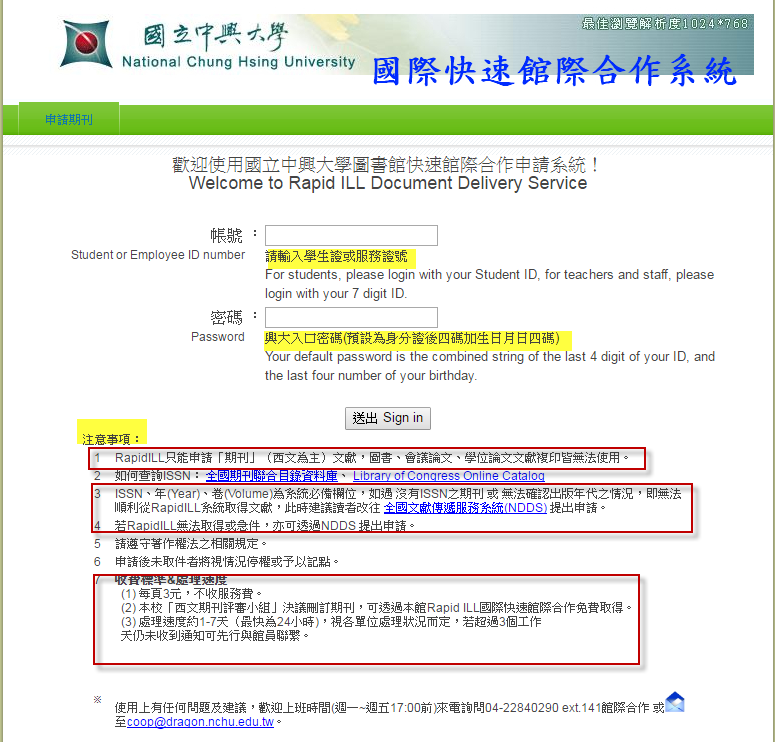 最佳瀏覽解析度1024*768
國立中興大學
National Chung Hsing University
國際快速館際合作系統
申請期刊
歡迎使用國立中興大學圖書館快速館際合作申請系統！
Welcome to Rapid ILL Document Delivery Service
帳號：
Student or Employee ID number
請輸入學生證或服務證號
For students, please login with your Student ID, for teachers and staff, please
login with your 7 digit ID.
密碼：
Password
興大入口密碼(預設為身分證後四碼加生日月日四碼)
Your default password is the combined string of the last 4 digit of your ID, and
the last four number of your birthday.
送出 Sign in
注意事項：
1 RapidILL只能申請「期刊」（西文為主）文獻，圖書、會議論文、學位論文文獻複印皆無法使用。
2 如何查詢ISSN： 全國期刊聯合目錄資料庫、 Library of Congress Online Catalog
3 ISSN、年(Year)、卷(Volume)為系統必備欄位，如遇 沒有ISSN之期刊 或 無法確認出版年代之情況，即無法
順利從RapidILL系統取得文獻，此時建議讀者改往 全國文獻傳遞服務系統(NDDS) 提出申請。
4 若RapidILL無法取得或急件，亦可透過NDDS 提出申請。
5 請遵守著作權法之相關規定。
6 申請後未取件者將視情況停權或予以記點。
7 收費標準&處理速度
(1) 每頁3元，不收服務費。
(2) 本校「西文期刊評審小組」決議刪訂期刊，可透過本館Rapid ILL國際快速館際合作免費取得。
(3) 處理速度約1-7天（最快為24小時)，視各單位處理狀況而定，若超過3個工作
天仍未收到通知可先行與館員聯繫。
※ 使用上有任何問題及建議，歡迎上班時間(週一~週五17:00前)來電詢問04-22840290 ext.141館際合作 或
至coop@dragon.nchu.edu.tw。